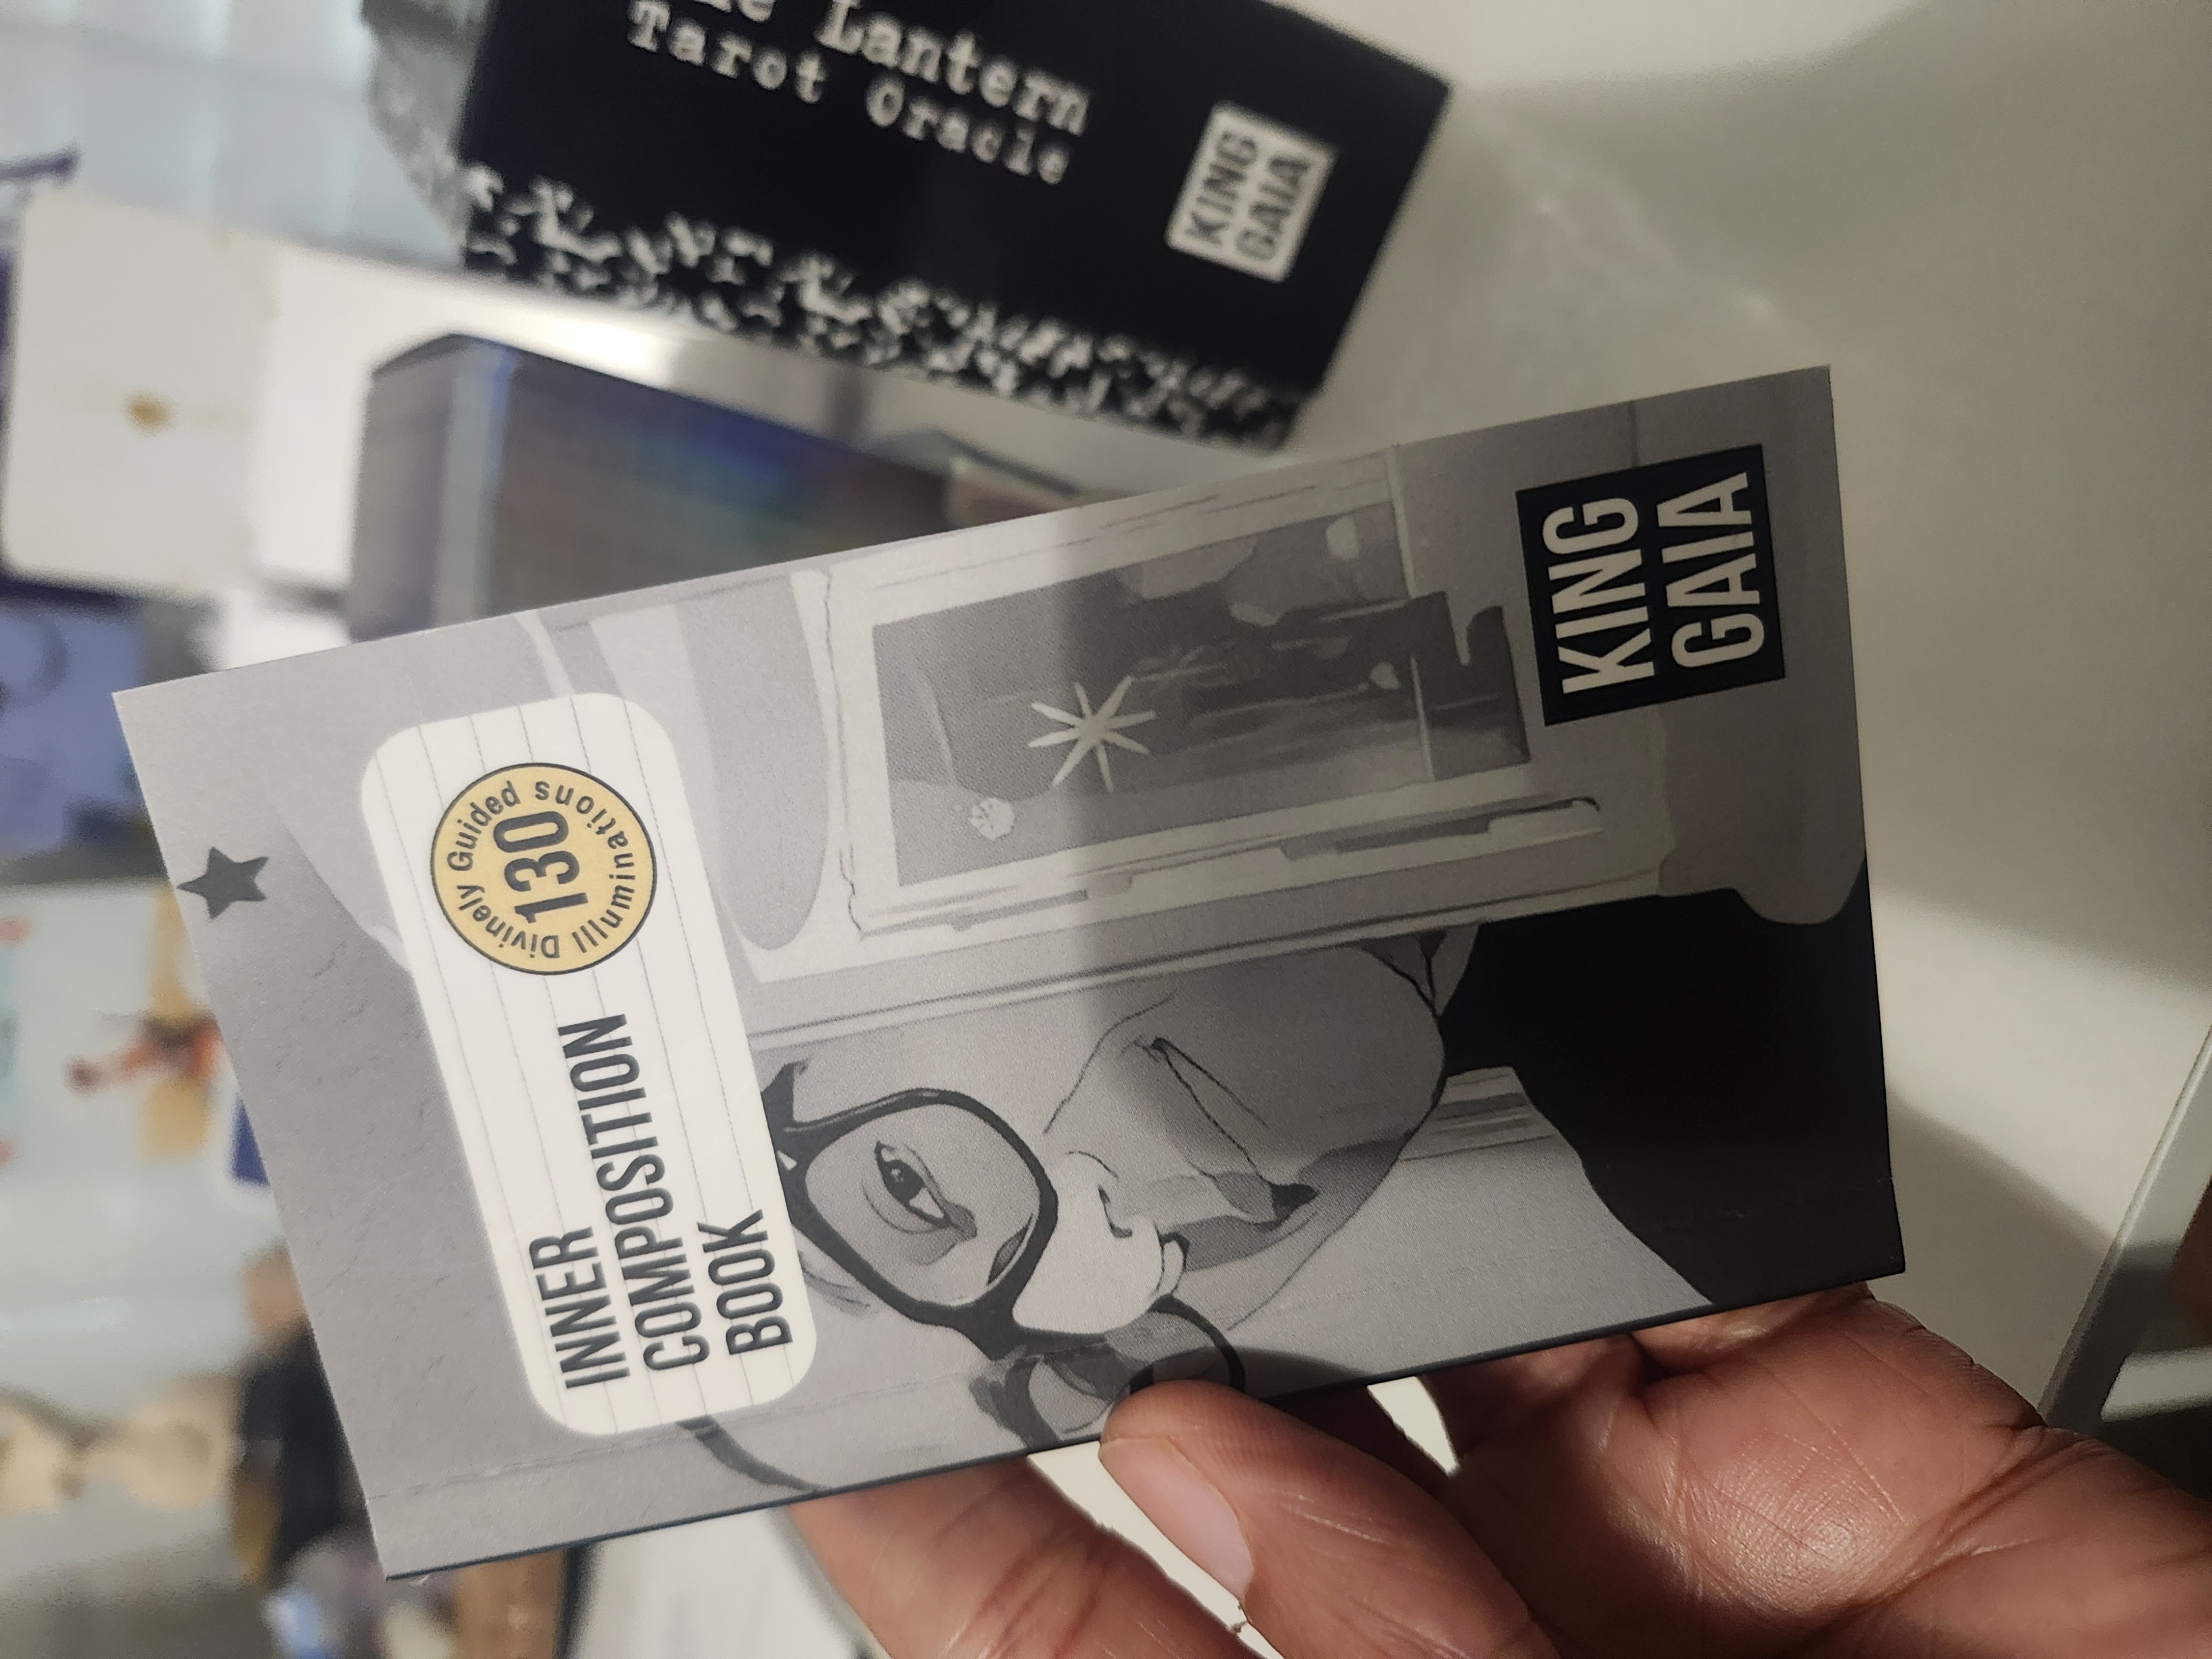 Lantern
Tarot Oracle
KING
GAIA
Divinely Guided
130
Illuminations
INNER
COMPOSITION
BOOK
KING
GAIA